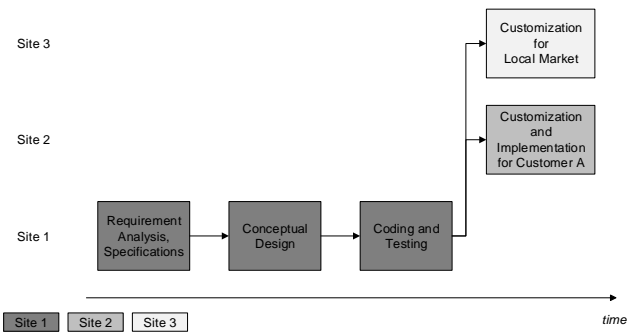 Site 3
Customization
for
Local Market
Site 2
Customization
and
Implementation
for Customer A
Site 1
Requirement
Analysis,
Specifications
Conceptual
Design
Coding and
Testing
time
Site 1
Site 2
Site 3